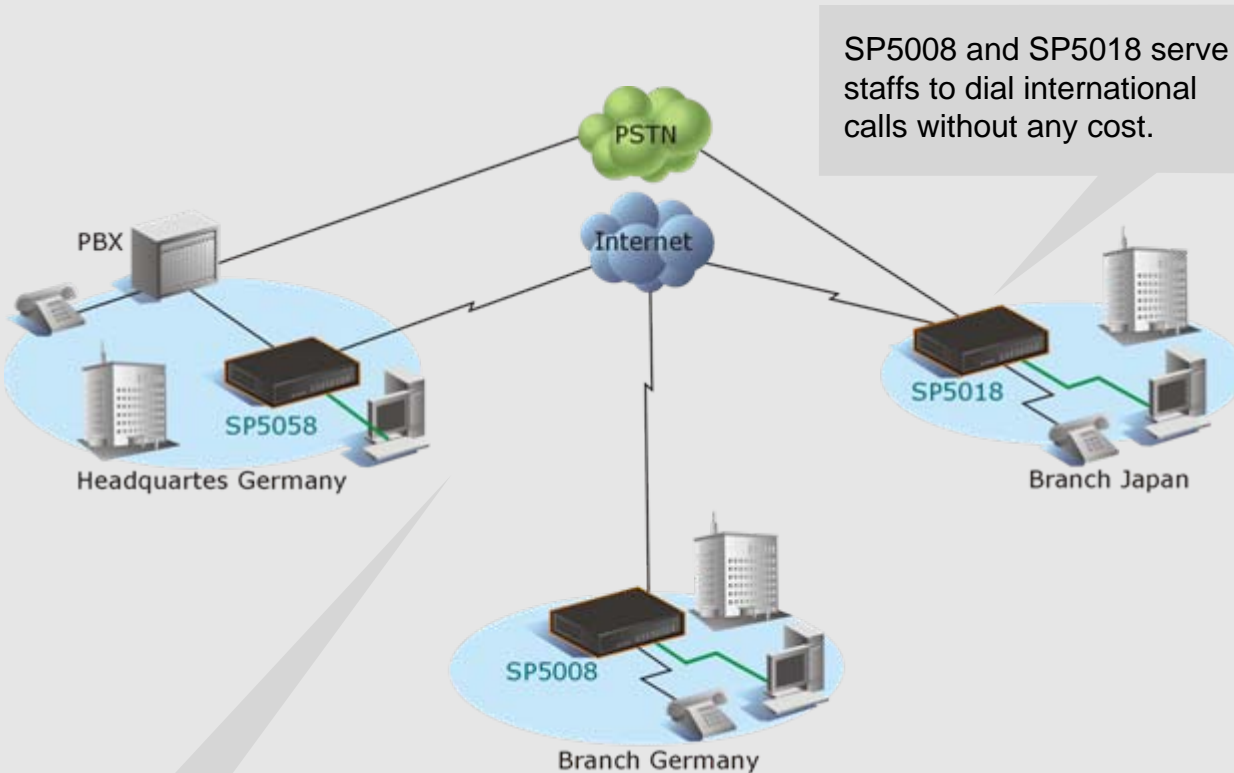 SP5008 and SP5018 serve
staffs to dial international
calls without any cost.
PSTN
Internet
PBX
SP5058
Headquartes Germany
SP5018
Branch Japan
SP5008
Branch Germany